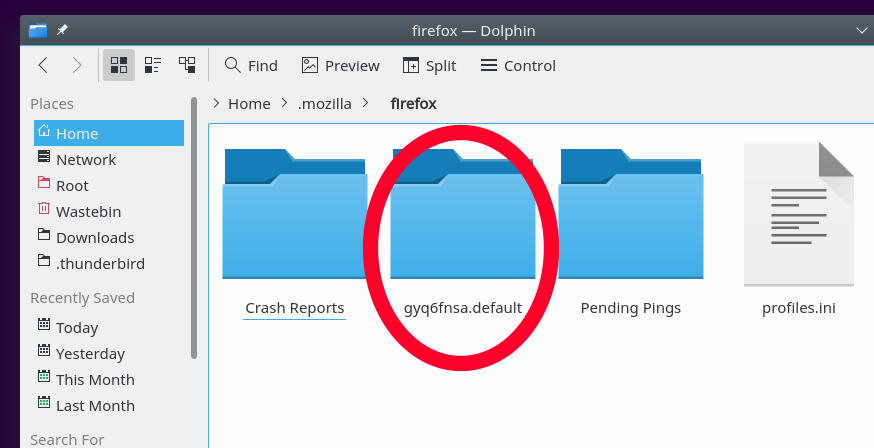 firefox — Dolphin
Find Preview Split Control
Home .mozilla firefox
Places
Home
Network
Root
Wastebin
Downloads
.thunderbird
Recently Saved
Today
Yesterday
This Month
Last Month
Search For
Crash Reports gyq6fnsa.default Pending Pings profiles.ini